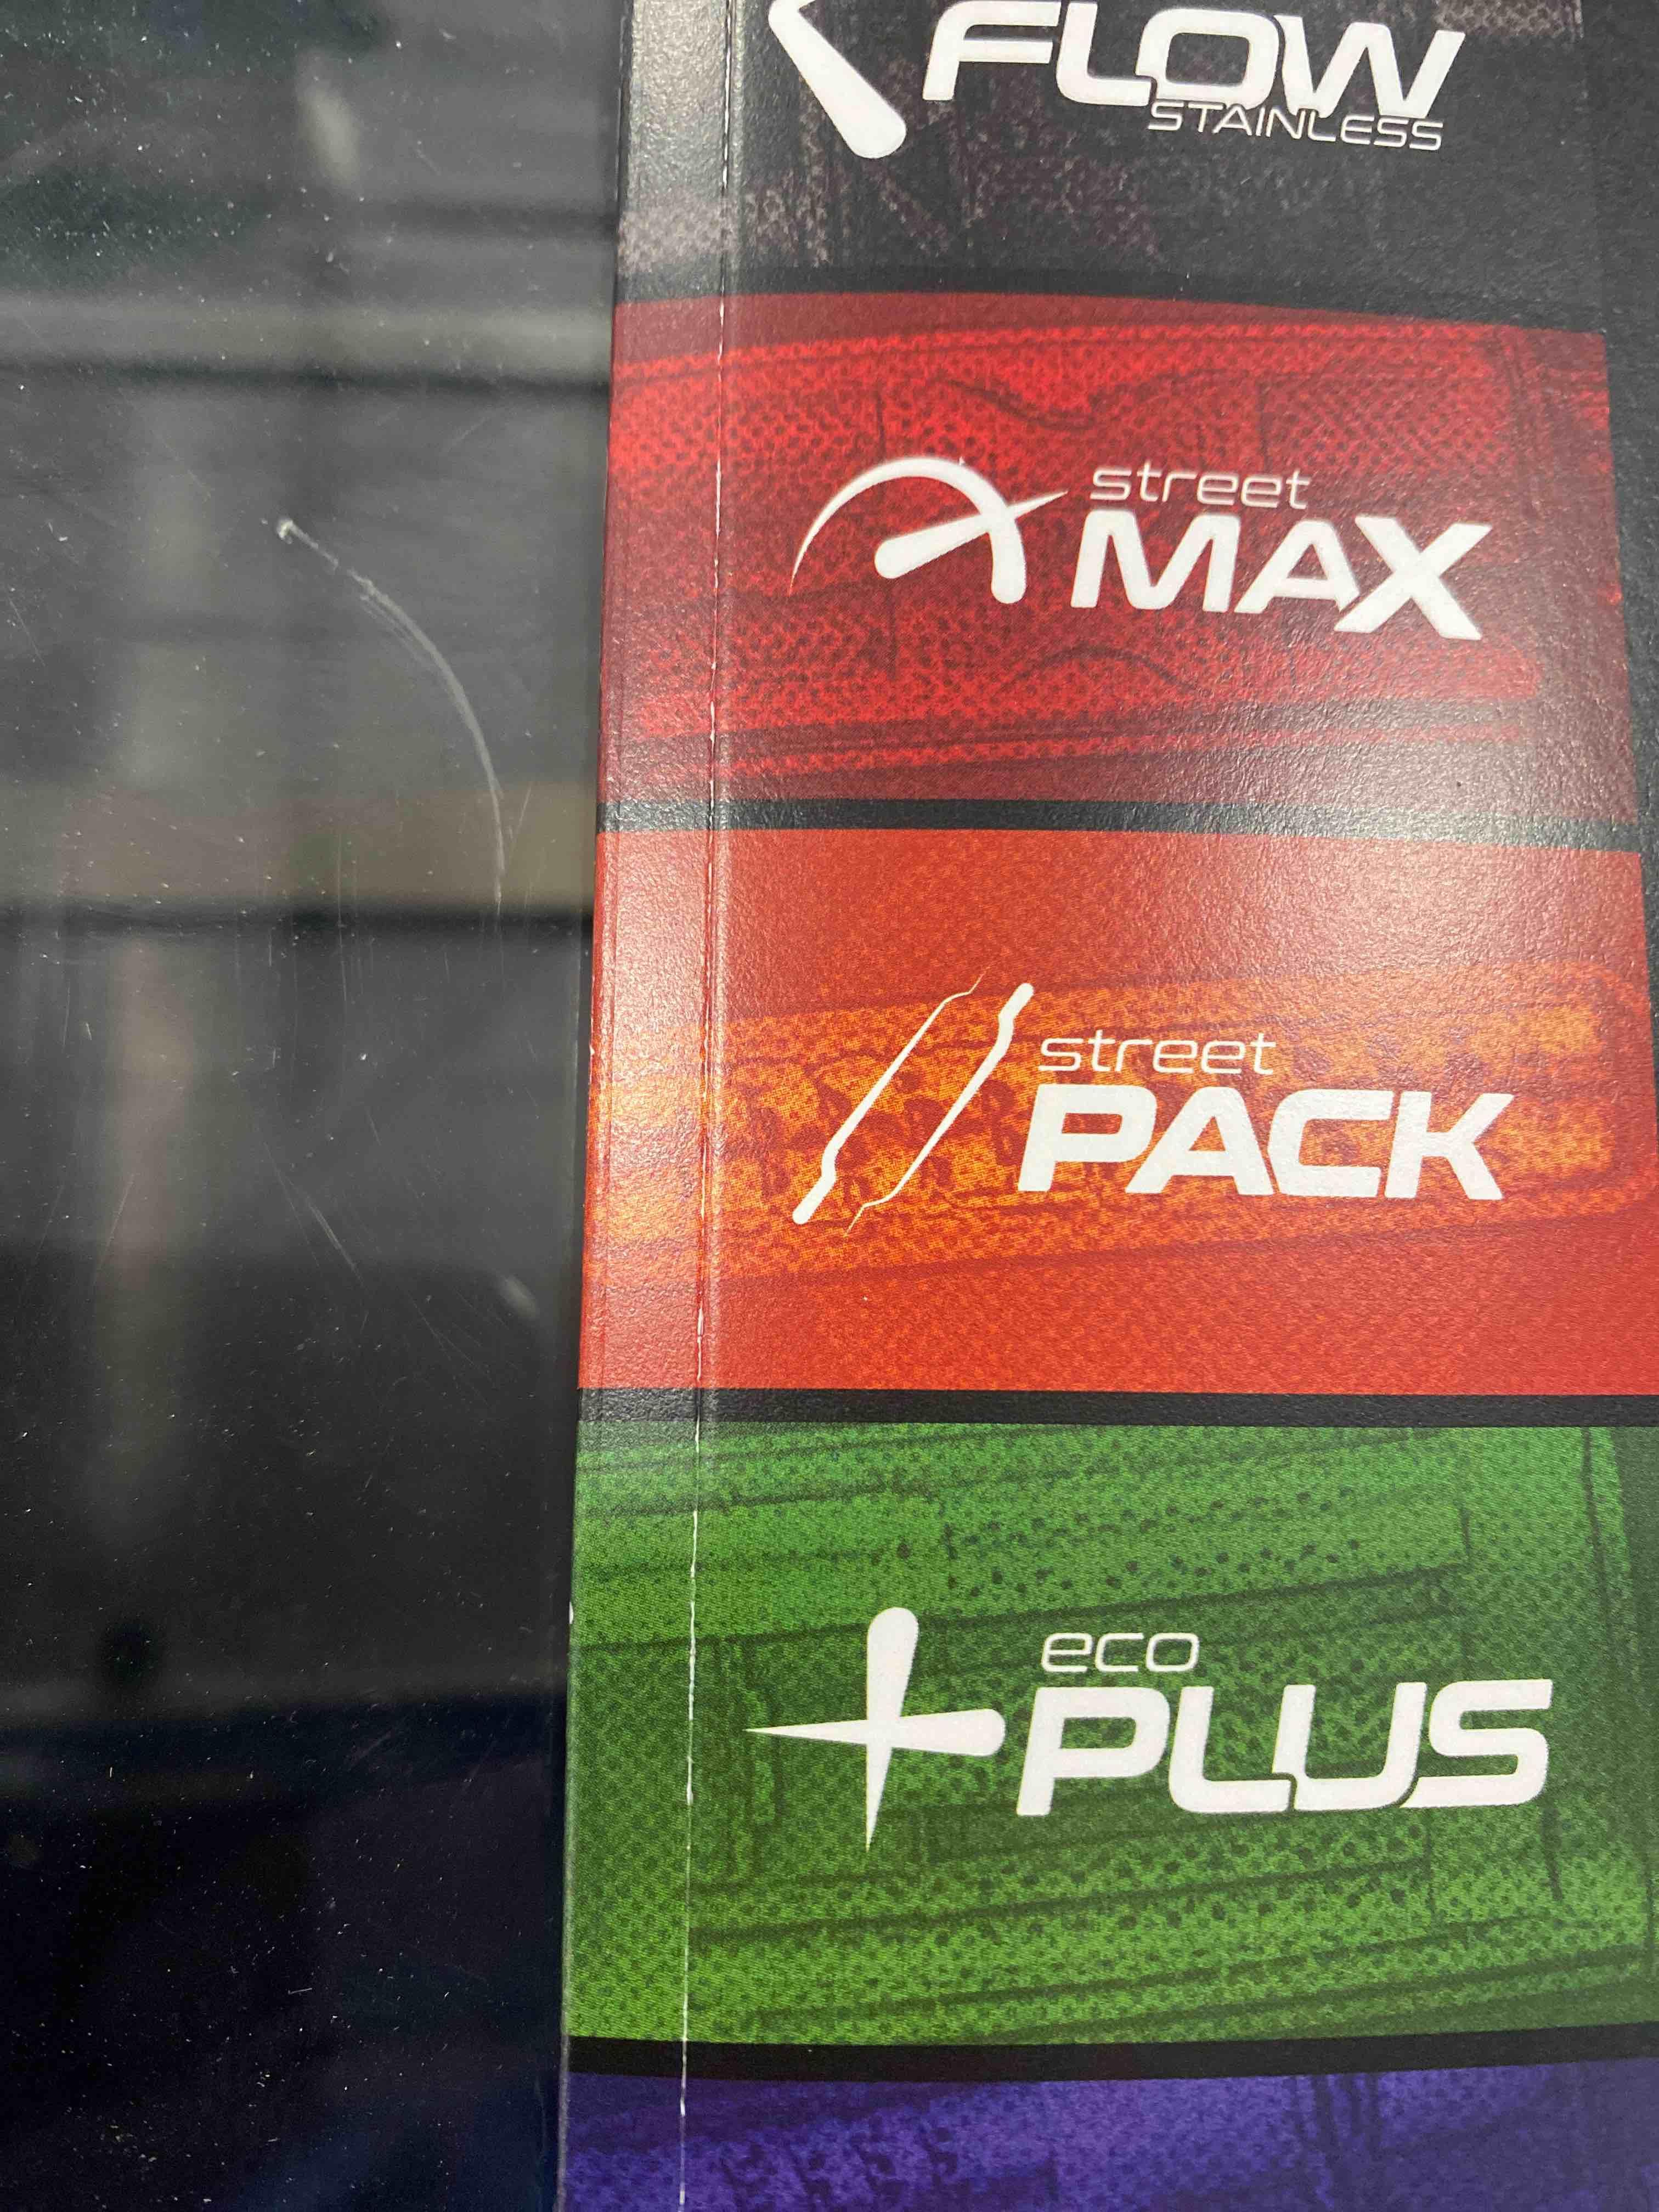 FLOW
STAINLESS
street
MAX
street
PACK
eco
PLUS